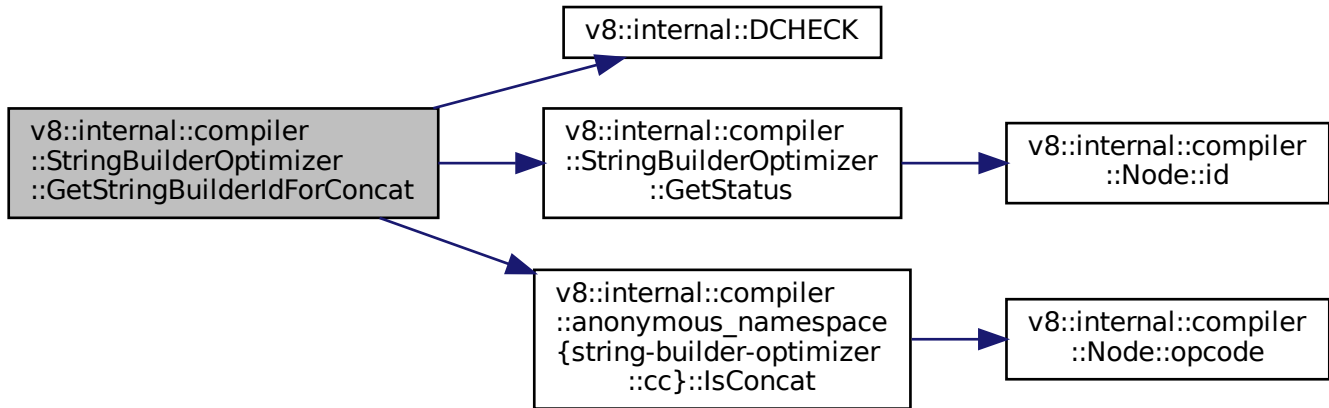 v8::internal::DCHECK
v8::internal::compiler
::StringBuilderOptimizer
::GetStringBuilderIdForConcat
v8::internal::compiler
::StringBuilderOptimizer
::GetStatus
v8::internal::compiler
::Node::id
v8::internal::compiler
::anonymous_namespace
{string-builder-optimizer
::cc}::IsConcat
v8::internal::compiler
::Node::opcode